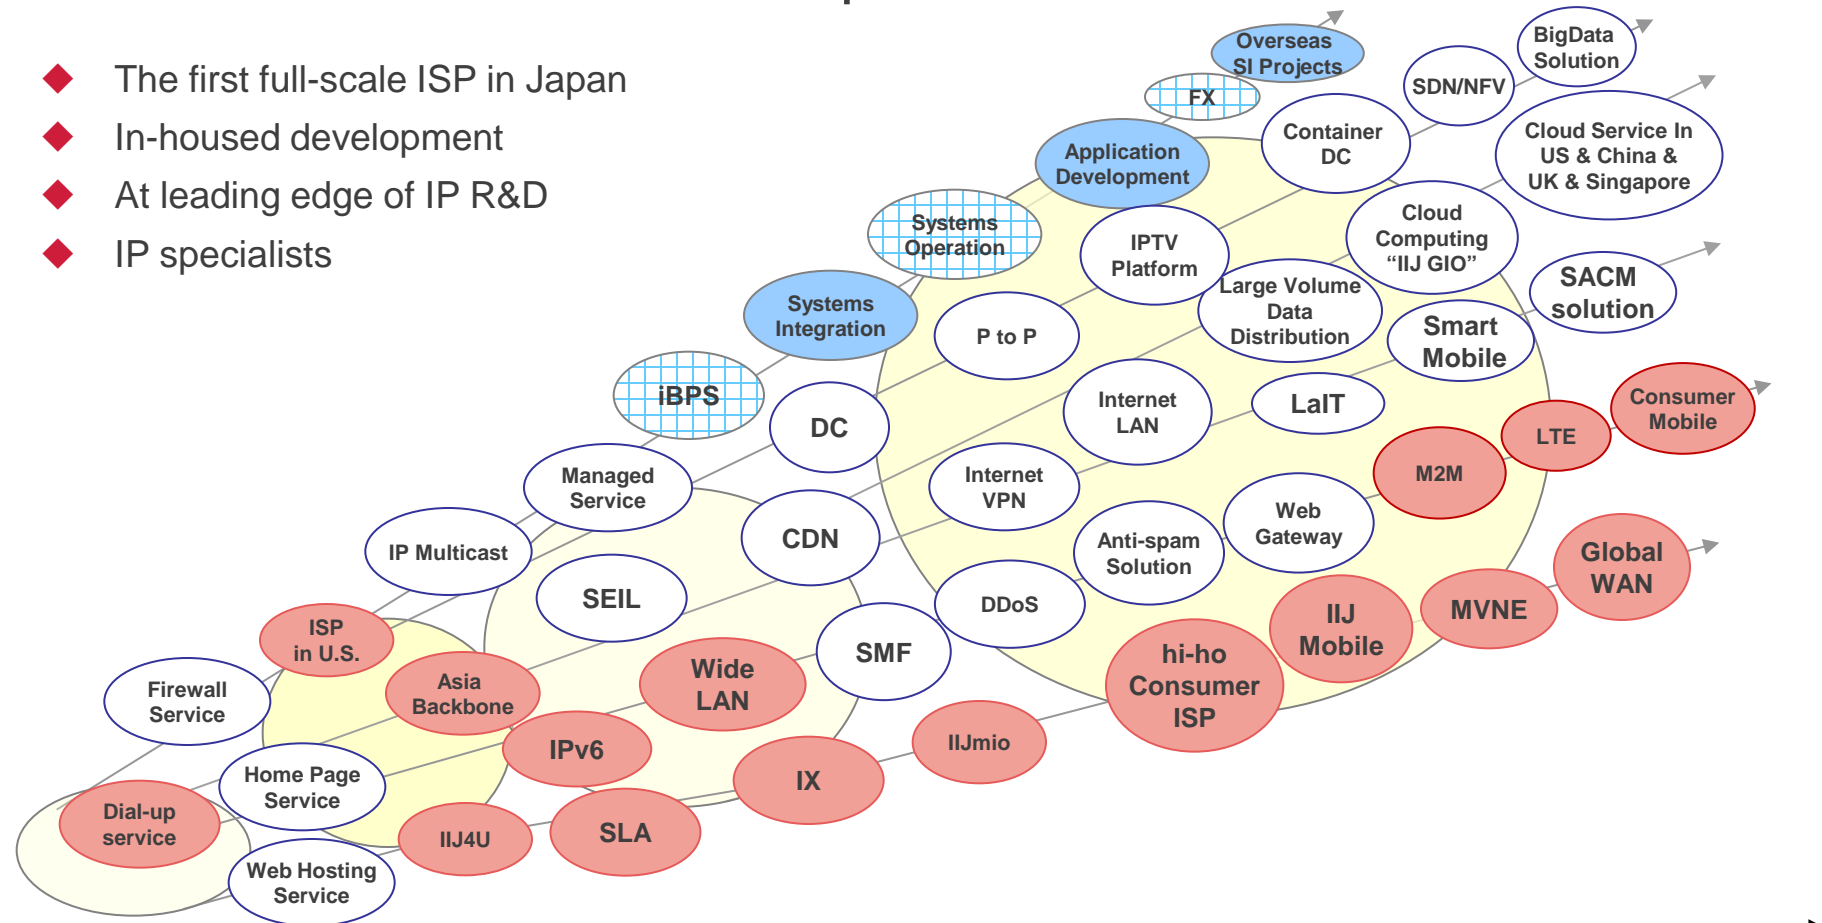 The first full-scale ISP in Japan
In-housed development
At leading edge of IP R&D
IP specialists
Overseas
SI Projects
BigData
Solution
FX
SDN/NFV
Container
DC
Cloud Service In
US & China &
UK & Singapore
Application
Development
Systems
Operation
IPTV
Platform
Cloud
Computing
“IIJ GIO”
Systems
Integration
P to P
Large Volume
Data
Distribution
Smart
Mobile
SACM
solution
iBPS
DC
Internet
LAN
LaIT
Consumer
Mobile
LTE
M2M
Managed
Service
Internet
VPN
IP Multicast
CDN
Anti-spam
Solution
Web
Gateway
Global
WAN
SEIL
DDoS
IIJ
Mobile
MVNE
ISP
in U.S.
SMF
hi-ho
Consumer
ISP
Firewall
Service
Asia
Backbone
Wide
LAN
IPv6
IIJmio
Home Page
Service
IX
Dial-up
service
IIJ4U
SLA
Web Hosting
Service